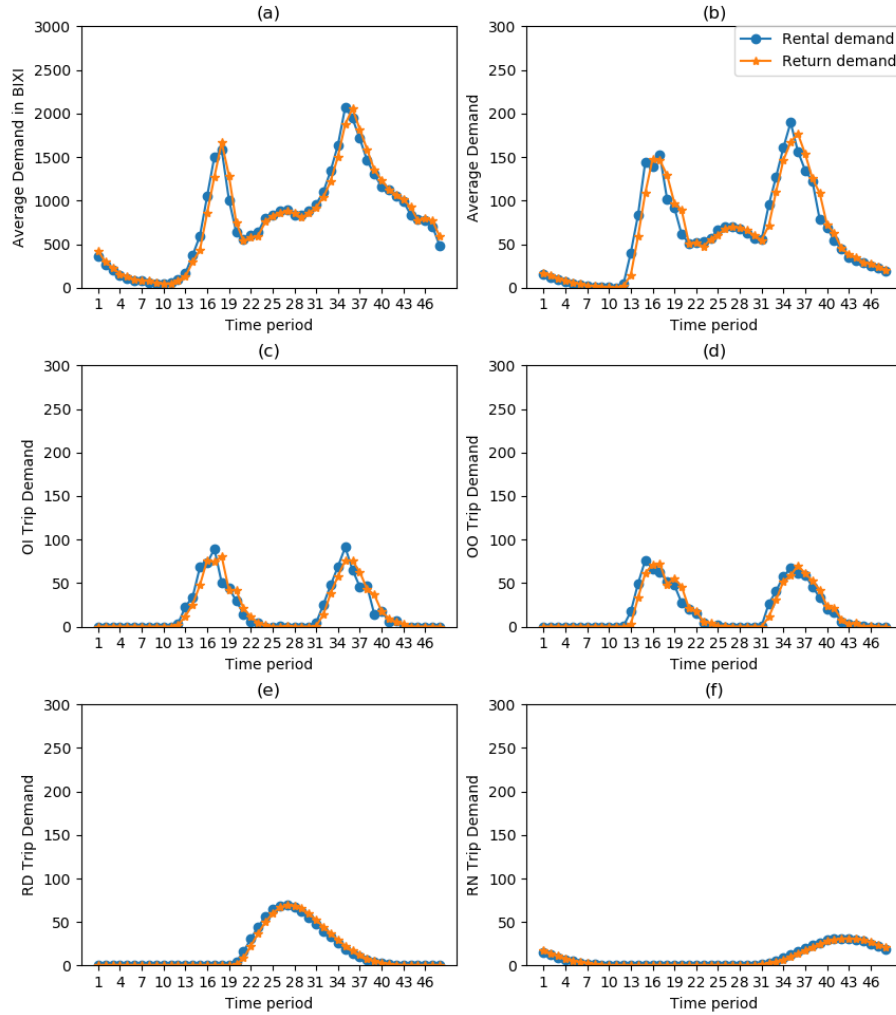 (a)
3000
2500
2000
1500
1000
500
0
Average Demand in BIXI
1 4 7 10 13 16 19 22 25 28 31 34 37 40 43 46
Time period
(b)
Rental demand
Return demand
300
250
200
150
100
50
0
Average Demand
1 4 7 10 13 16 19 22 25 28 31 34 37 40 43 46
Time period
(c)
300
250
200
150
100
50
0
OI Trip Demand
1 4 7 10 13 16 19 22 25 28 31 34 37 40 43 46
Time period
(d)
300
250
200
150
100
50
0
OO Trip Demand
1 4 7 10 13 16 19 22 25 28 31 34 37 40 43 46
Time period
(e)
300
250
200
150
100
50
0
RD Trip Demand
1 4 7 10 13 16 19 22 25 28 31 34 37 40 43 46
Time period
(f)
300
250
200
150
100
50
0
RN Trip Demand
1 4 7 10 13 16 19 22 25 28 31 34 37 40 43 46
Time period